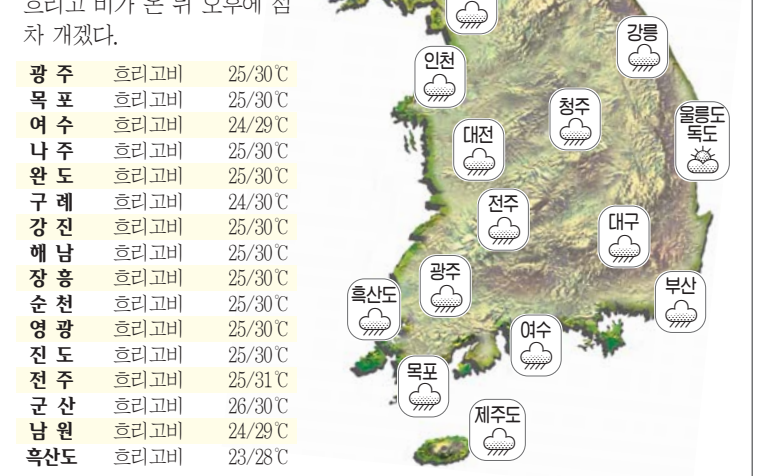 흐리고 비가 온 뒤 오후에 점
차 개겠다.
광 주 흐리고비 25/30℃
목 포 흐리고비 25/30℃
여 수 흐리고비 24/29℃
나 주 흐리고비 25/30℃
완 도 흐리고비 25/30℃
구 례 흐리고비 24/30℃
강 진 흐리고비 25/30℃
해 남 흐리고비 25/30℃
장 흥 흐리고비 25/30℃
순 천 흐리고비 25/30℃
영 광 흐리고비 25/30℃
진 도 흐리고비 25/30℃
전 주 흐리고비 25/31℃
군 산 흐리고비 26/30℃
남 원 흐리고비 24/29℃
흑산도 흐리고비 23/28℃
강릉
인천
청주
울릉도
독도
대전
전주
대구
광주
흑산도
부산
여수
목포
제주도